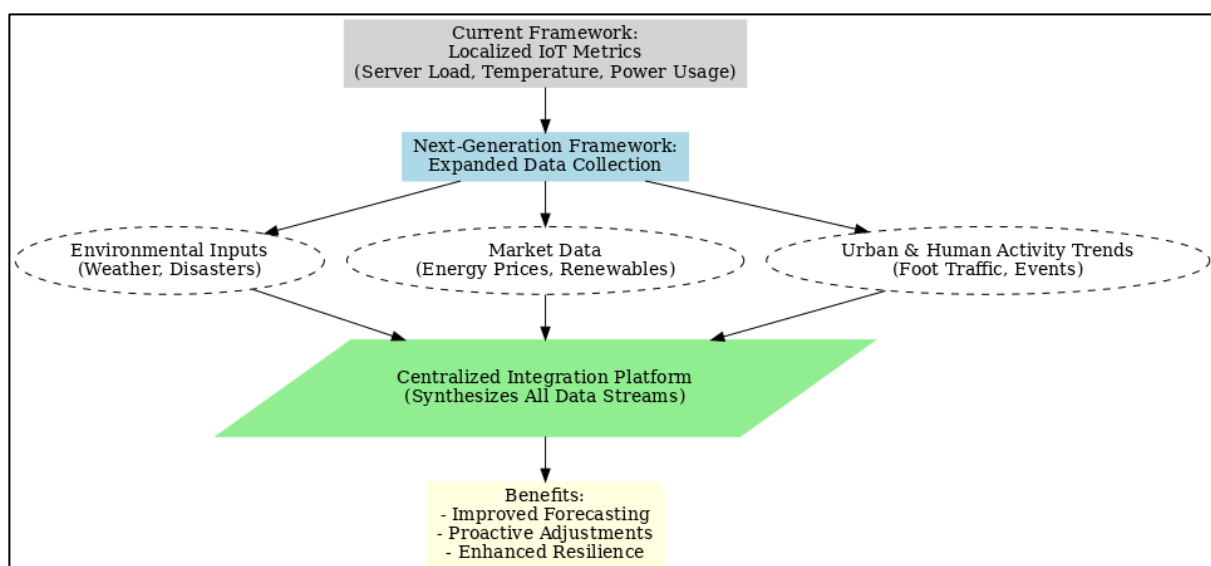 Current Framework:
Localized IoT Metrics
(Server Load, Temperature, Power Usage)
Next-Generation Framework:
Expanded Data Collection
Environmental Inputs
(Weather, Disasters)
Market Data
(Energy Prices, Renewables)
Urban & Human Activity Trends
(Foot Traffic, Events)
Centralized Integration Platform
(Synthesizes All Data Streams)
Benefits:
- Improved Forecasting
- Proactive Adjustments
- Enhanced Resilience